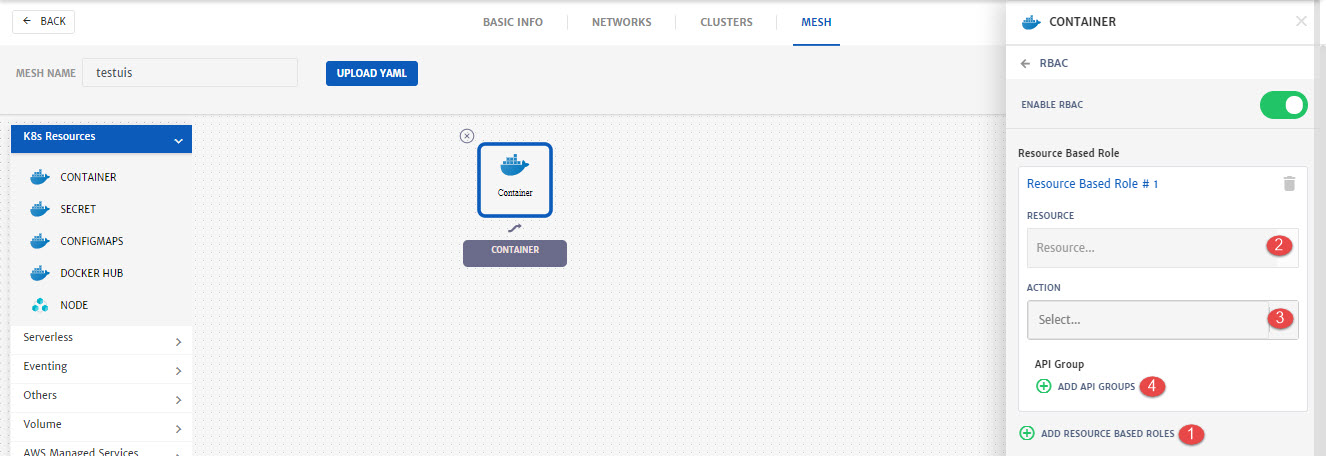 BACK
BASIC INFO
NETWORKS
CLUSTERS
MESH
MESH NAME
testuis
UPLOAD YAML
K8s Resources
CONTAINER
SECRET
CONFIGMAPS
DOCKER HUB
NODE
Serverless
Eventing
Others
Volume
AWS Managed Services
Container
CONTAINER
CONTAINER
RBAC
ENABLE RBAC
Resource Based Role
Resource Based Role # 1
RESOURCE
Resource... 2
ACTION
Select... 3
API Group
ADD API GROUPS 4
ADD RESOURCE BASED ROLES 1